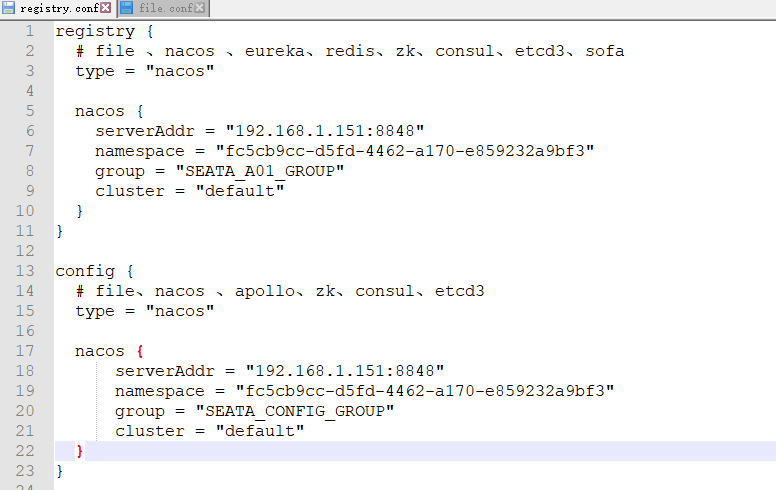 registry.conf file.conf
1 registry {
2 # file 、nacos 、eureka、redis、zk、consul、etcd3、sofa
3 type = "nacos"
4
5 nacos {
6 serverAddr = "192.168.1.151:8848"
7 namespace = "fc5cb9cc-d5fd-4462-a170-e859232a9bf3"
8 group = "SEATA_A01_GROUP"
9 cluster = "default"
10 }
11 }
12
13 config {
14 # file、nacos 、apollo、zk、consul、etcd3
15 type = "nacos"
16
17 nacos {
18 serverAddr = "192.168.1.151:8848"
19 namespace = "fc5cb9cc-d5fd-4462-a170-e859232a9bf3"
20 group = "SEATA_CONFIG_GROUP"
21 cluster = "default"
22 }
23 }
24